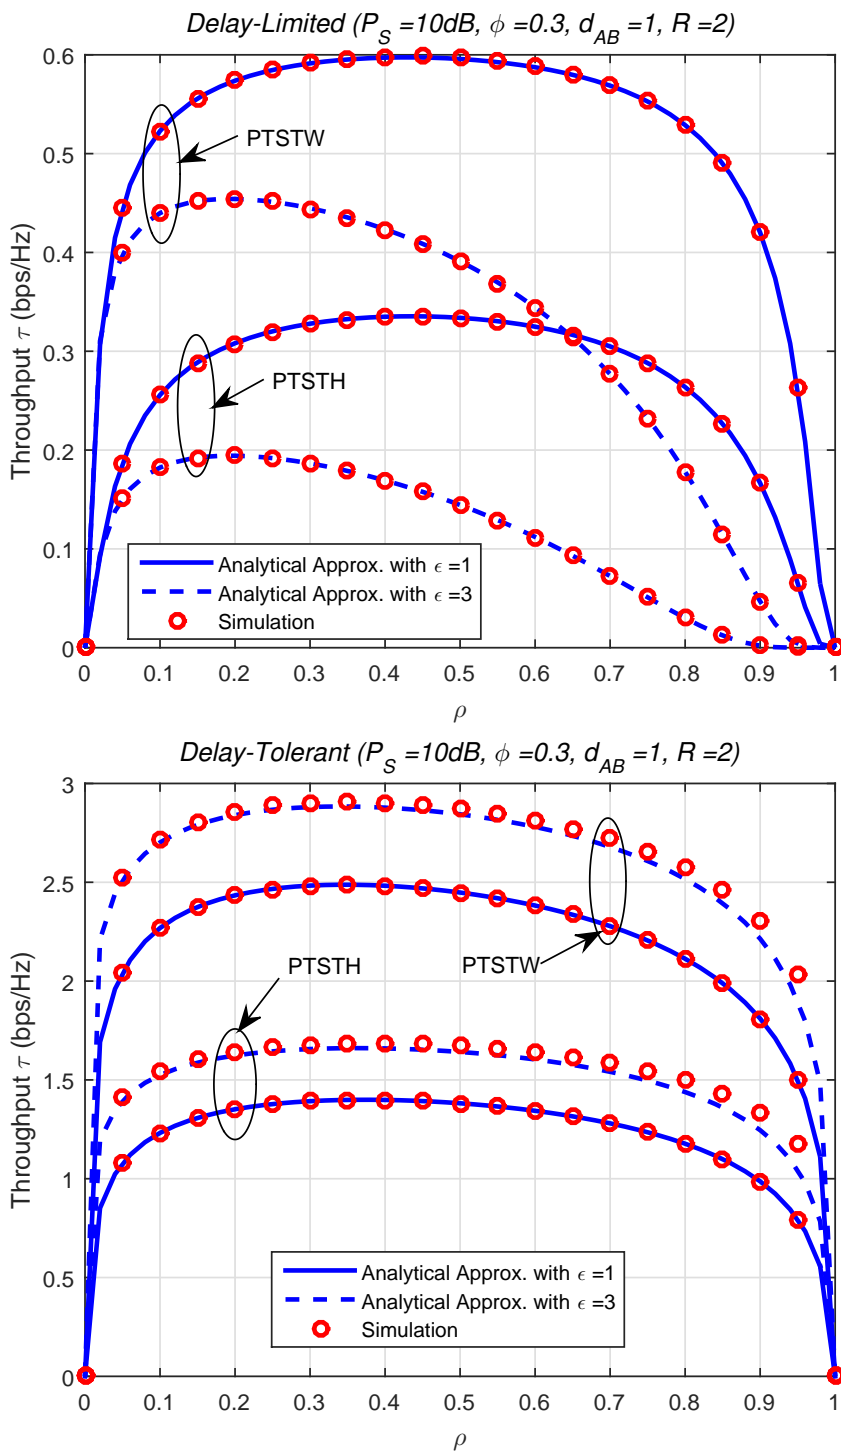 Delay-Limited (P_S =10dB, ϕ =0.3, d_AB =1, R =2)
0.6
0.5
0.4
0.3
0.2
0.1
0
Throughput τ (bps/Hz)
PTSTW
PTSTH
Analytical Approx. with ϵ =1
Analytical Approx. with ϵ =3
Simulation
0 0.1 0.2 0.3 0.4 0.5 0.6 0.7 0.8 0.9 1
ρ
Delay-Tolerant (P_S =10dB, ϕ =0.3, d_AB =1, R =2)
3
2.5
2
1.5
1
0.5
0
Throughput τ (bps/Hz)
PTSTH
PTSTW
Analytical Approx. with ϵ =1
Analytical Approx. with ϵ =3
Simulation
0 0.1 0.2 0.3 0.4 0.5 0.6 0.7 0.8 0.9 1
ρ